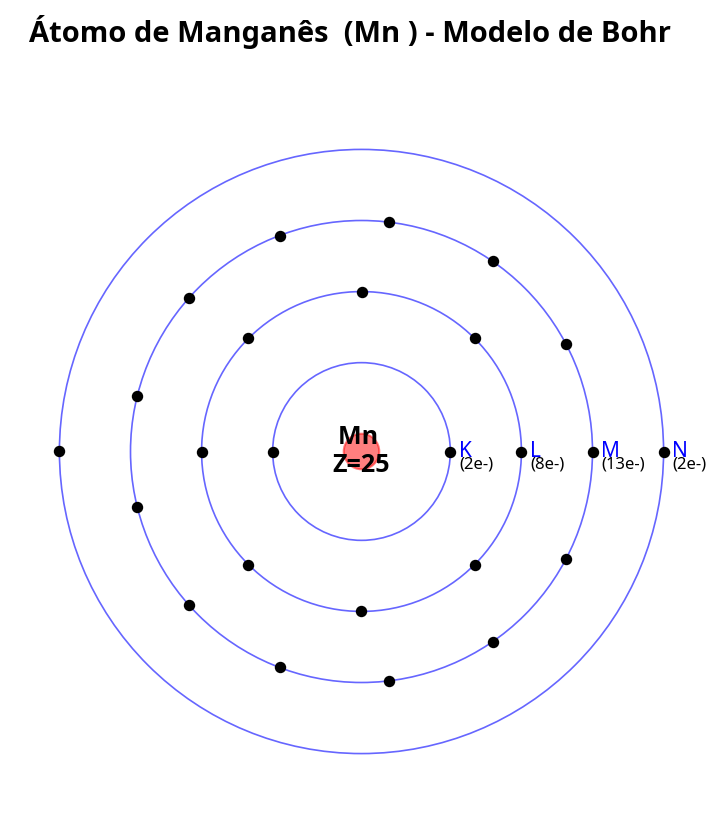 Átomo de Manganês  (Mn ) - Modelo de Bohr
Mn
Z=25
K
(2e-)
L
(8e-)
M
(13e-)
N
(2e-)